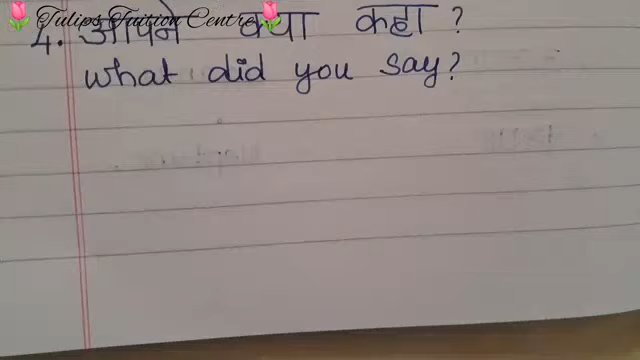 🌷Tulips Tuition Centre🌷
4. आपने क्या कहा ?
what did you say?